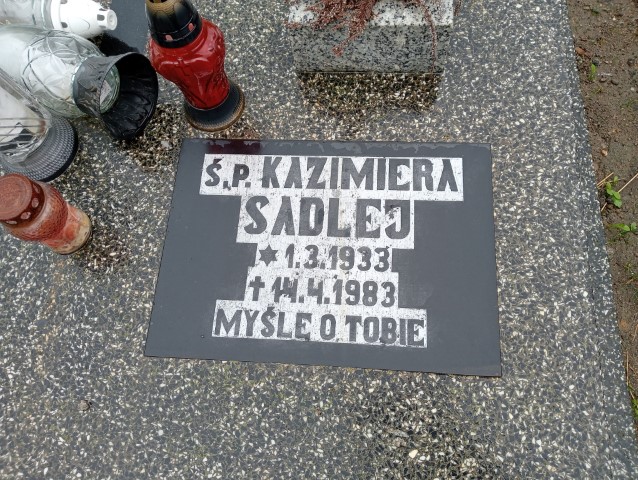 Ś.P. KAZIMIERA
SADLEJ
✶ 1.3.1933
✝ 14.4.1983
MYŚLĘ O TOBIE